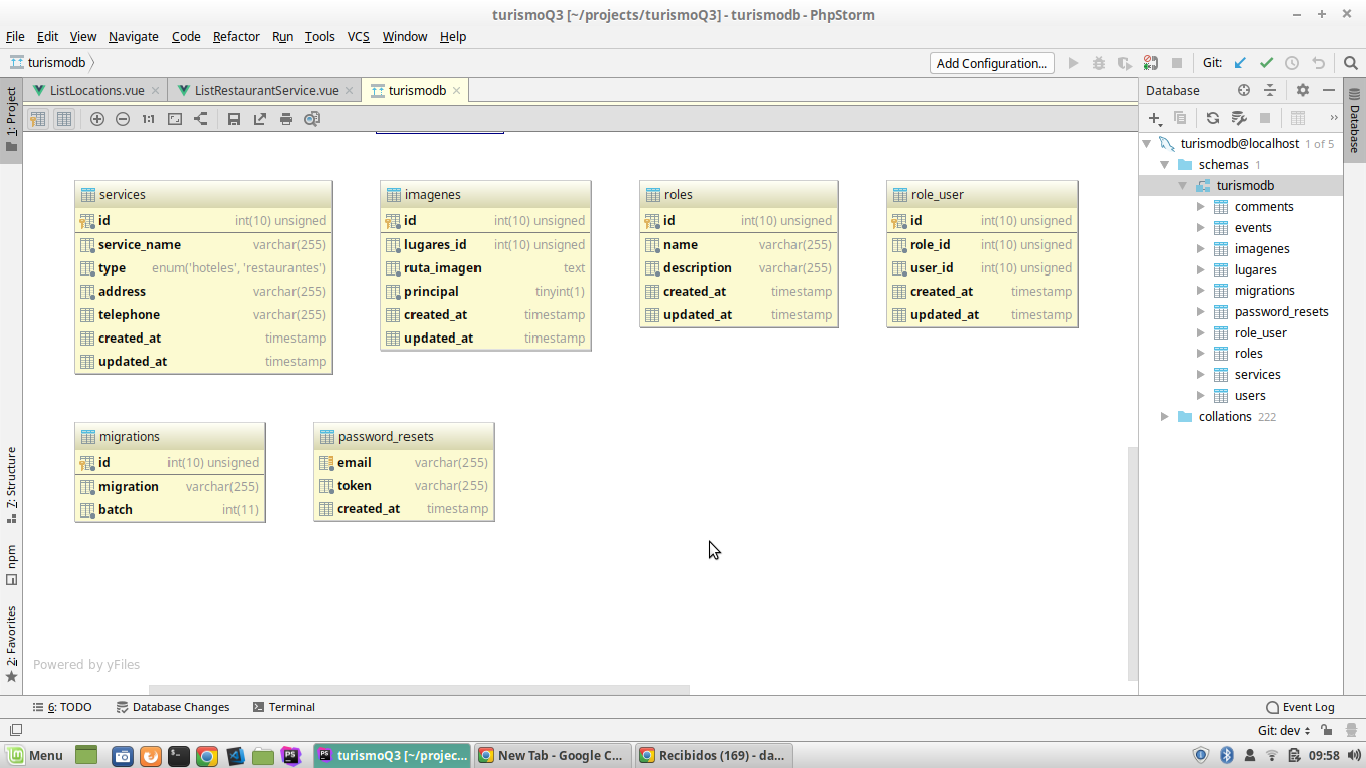 turismoQ3 [~/projects/turismoQ3] - turismodb - PhpStorm
File Edit View Navigate Code Refactor Run Tools VCS Window Help
turismodb Add Configuration... Git:
1: Project
ListLocations.vue ListRestaurantService.vue turismodb
1:1
services
id int(10) unsigned
service_name varchar(255)
type enum('hoteles', 'restaurantes')
address varchar(255)
telephone varchar(255)
created_at timestamp
updated_at timestamp
imagenes
id int(10) unsigned
lugares_id int(10) unsigned
ruta_imagen text
principal tinyint(1)
created_at timestamp
updated_at timestamp
roles
id int(10) unsigned
name varchar(255)
description varchar(255)
created_at timestamp
updated_at timestamp
role_user
id int(10) unsigned
role_id int(10) unsigned
user_id int(10) unsigned
created_at timestamp
updated_at timestamp
migrations
id int(10) unsigned
migration varchar(255)
batch int(11)
password_resets
email varchar(255)
token varchar(255)
created_at timestamp
Powered by yFiles
7: Structure
npm
2: Favorites
Database
turismodb@localhost 1 of 5
schemas 1
turismodb
comments
events
imagenes
lugares
migrations
password_resets
role_user
roles
services
users
collations 222
Database
6: TODO Database Changes Terminal Event Log
Git: dev
Menu PS PS turismoQ3 [~/projec... New Tab - Google C... Recibidos (169) - da... 09:58